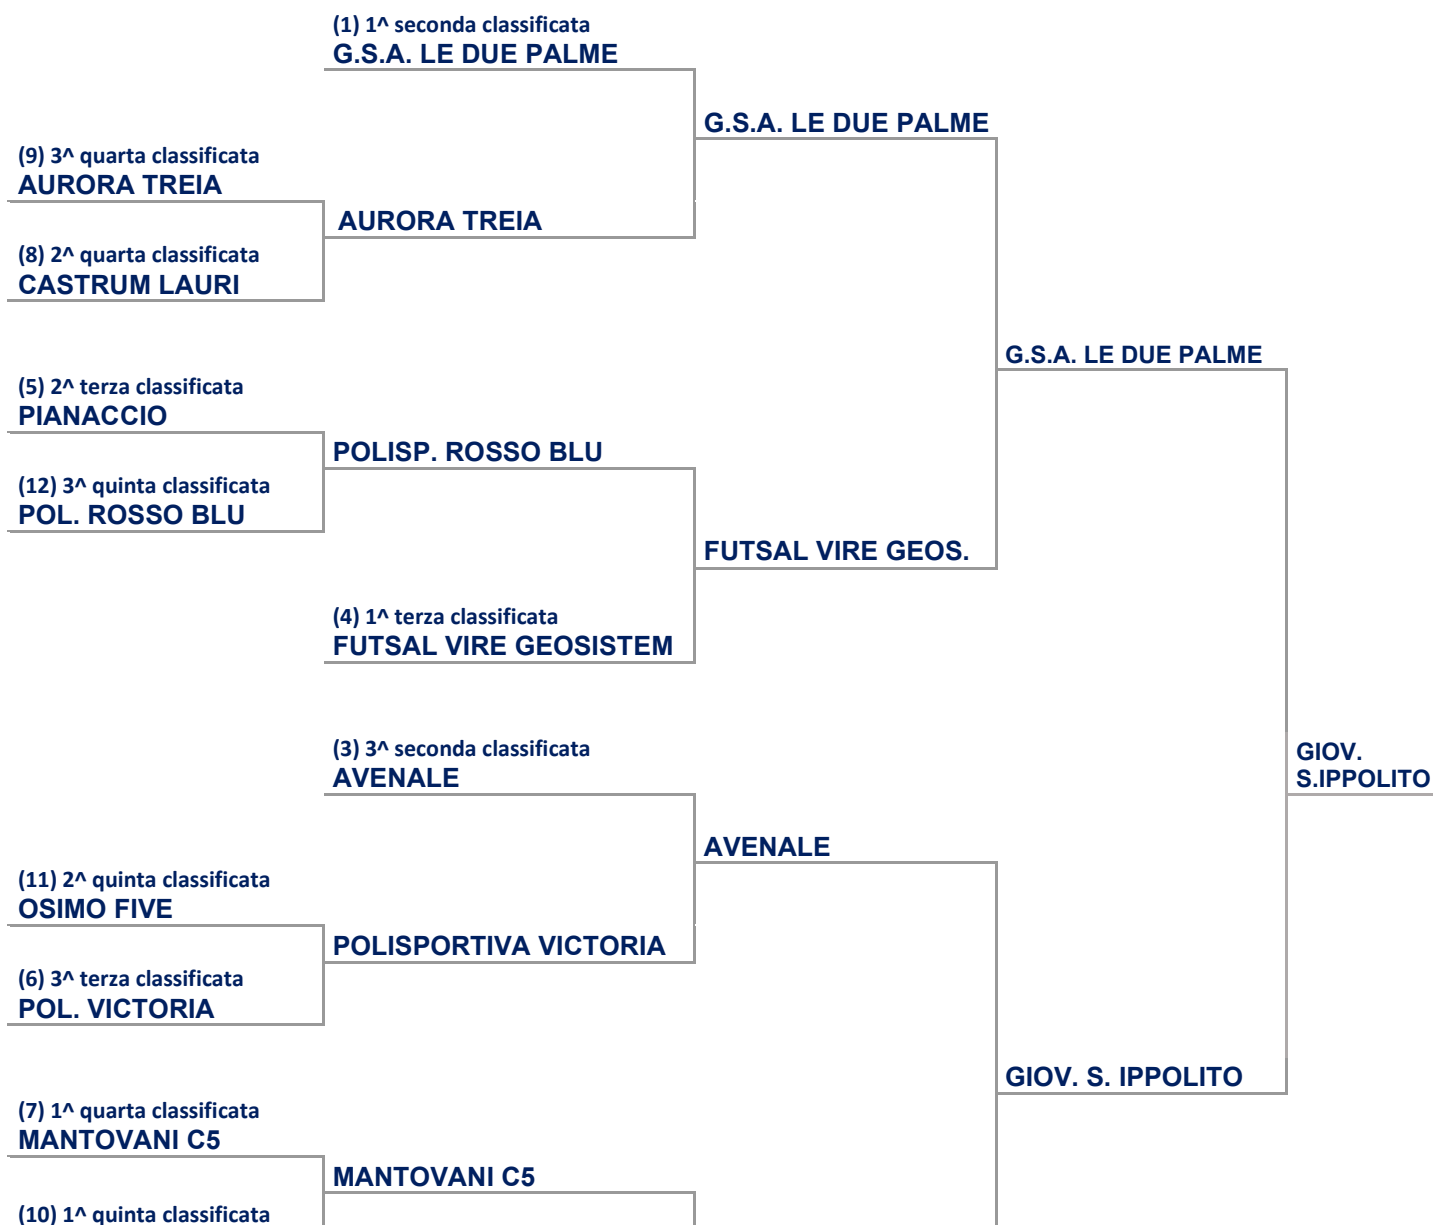 (1) 1^ seconda classificata
G.S.A. LE DUE PALME
G.S.A. LE DUE PALME
(9) 3^ quarta classificata
AURORA TREIA
AURORA TREIA
(8) 2^ quarta classificata
CASTRUM LAURI
G.S.A. LE DUE PALME
(5) 2^ terza classificata
PIANACCIO
POLISP. ROSSO BLU
(12) 3^ quinta classificata
POL. ROSSO BLU
FUTSAL VIRE GEOS.
(4) 1^ terza classificata
FUTSAL VIRE GEOSISTEM
(3) 3^ seconda classificata
AVENALE
GIOV.
S.IPPOLITO
AVENALE
(11) 2^ quinta classificata
OSIMO FIVE
POLISPORTIVA VICTORIA
(6) 3^ terza classificata
POL. VICTORIA
GIOV. S. IPPOLITO
(7) 1^ quarta classificata
MANTOVANI C5
MANTOVANI C5
(10) 1^ quinta classificata